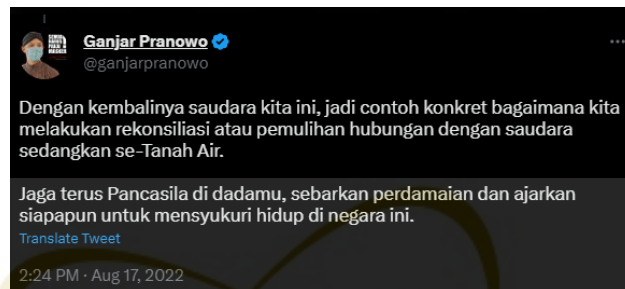 Ganjar Pranowo
@ganjarpranowo
Dengan kembalinya saudara kita ini, jadi contoh konkret bagaimana kita
melakukan rekonsiliasi atau pemulihan hubungan dengan saudara
sedangkan se-Tanah Air.
Jaga terus Pancasila di dadamu, sebarkan perdamaian dan ajarkan
siapapun untuk mensyukuri hidup di negara ini.
Translate Tweet
2:24 PM · Aug 17, 2022